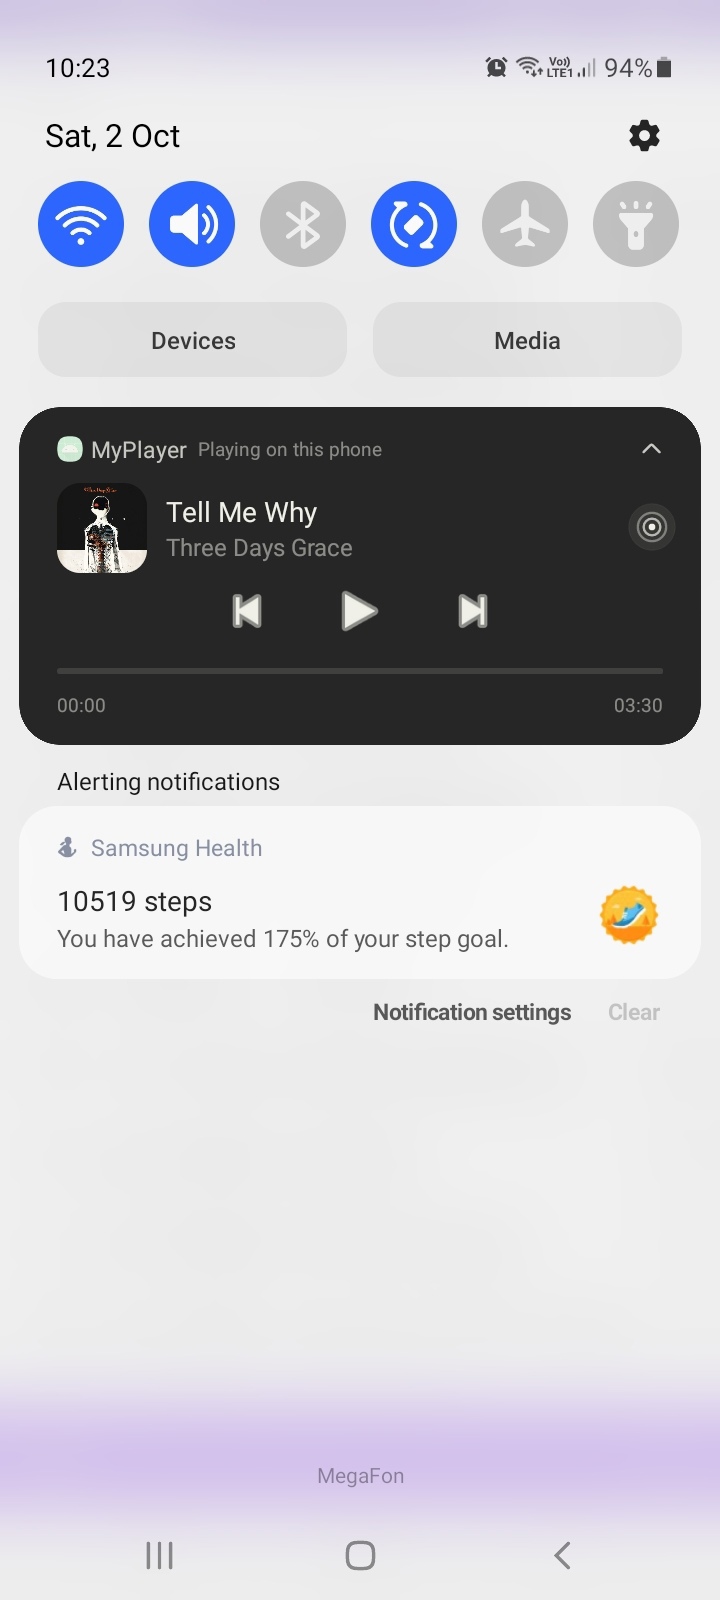 10:23
Vo)) LTE1 94%
Sat, 2 Oct
Devices Media
MyPlayer Playing on this phone
Tell Me Why
Three Days Grace
00:00 03:30
Alerting notifications
Samsung Health
10519 steps
You have achieved 175% of your step goal.
Notification settings Clear
MegaFon